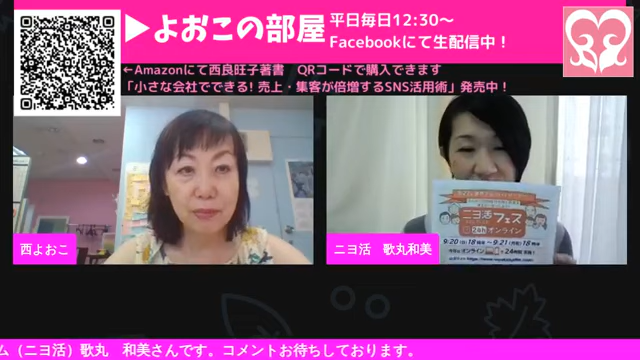 ▶よおこの部屋
平日毎日12:30〜
Facebookにて生配信中！
←Amazonにて西良旺子著書　QRコードで購入できます
「小さな会社でできる! 売上・集客が倍増するSNS活用術」発売中！
ニヨ活フェス
24h オンライン
9/20(日)18時〜9/21(月祝)18時
オンライン
24時間
西よおこ
ニヨ活　歌丸和美
ム（ニヨ活）歌丸　和美さんです。コメントお待ちしております。